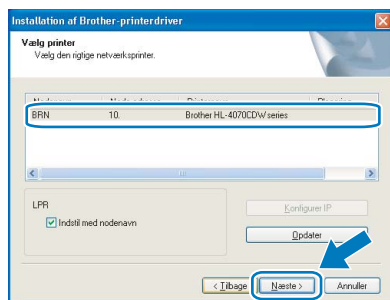 Installation af Brother-printerdriver
Vælg printer
Vælg den rigtige netværksprinter.
BRN 10. Brother HL-4070CDW series
LPR
Indstil med nodenavn
Konfigurer IP
Opdater
< Tilbage Næste > Annuller